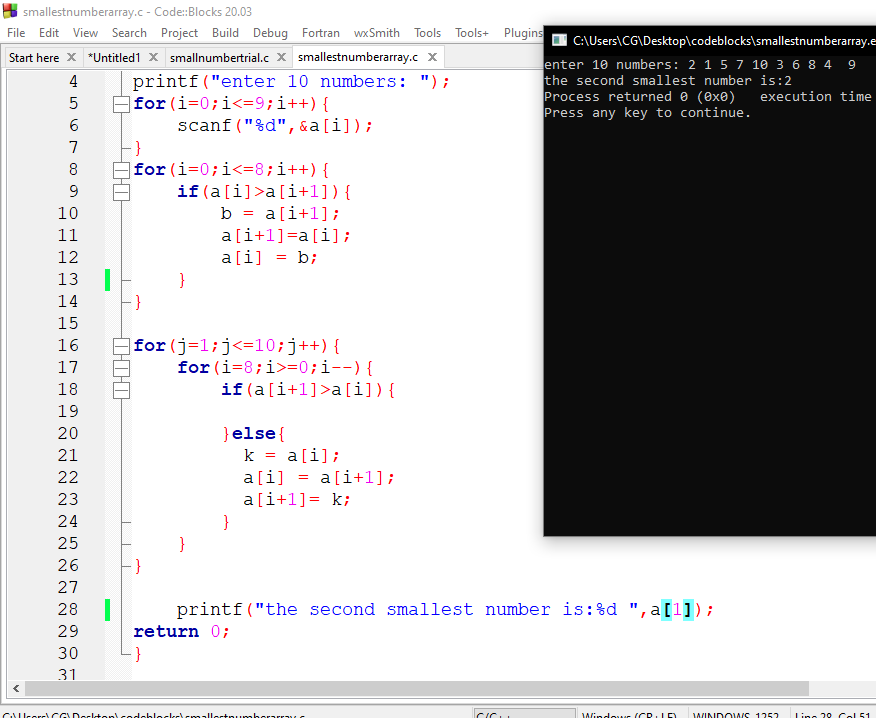 smallestnumberarray.c - Code::Blocks 20.03
File Edit View Search Project Build Debug Fortran wxSmith Tools Tools+ Plugins
Start here X *Untitled1 X smallnumbertrial.c X smallestnumberarray.c X
4 printf("enter 10 numbers: ");
5 for(i=0;i<=9;i++){
6 scanf("%d",&a[i]);
7 }
8 for(i=0;i<=8;i++){
9 if(a[i]>a[i+1]){
10 b = a[i+1];
11 a[i+1]=a[i];
12 a[i] = b;
13 }
14 }
15
16 for(j=1;j<=10;j++){
17 for(i=8;i>=0;i--){
18 if(a[i+1]>a[i]){
19
20 }else{
21 k = a[i];
22 a[i] = a[i+1];
23 a[i+1]= k;
24 }
25 }
26 }
27
28 printf("the second smallest number is:%d ",a[1]);
29 return 0;
30 }
31
C:\Users\CG\Desktop\codeblocks\smallestnumberarray.e
enter 10 numbers: 2 1 5 7 10 3 6 8 4  9
the second smallest number is:2
Process returned 0 (0x0)   execution time
Press any key to continue.
C:\Users\CG\Desktop\codeblocks\smallestnumberarray.c C/C++ Windows (CR+LF) WINDOWS-1252 Line 28, Col 51